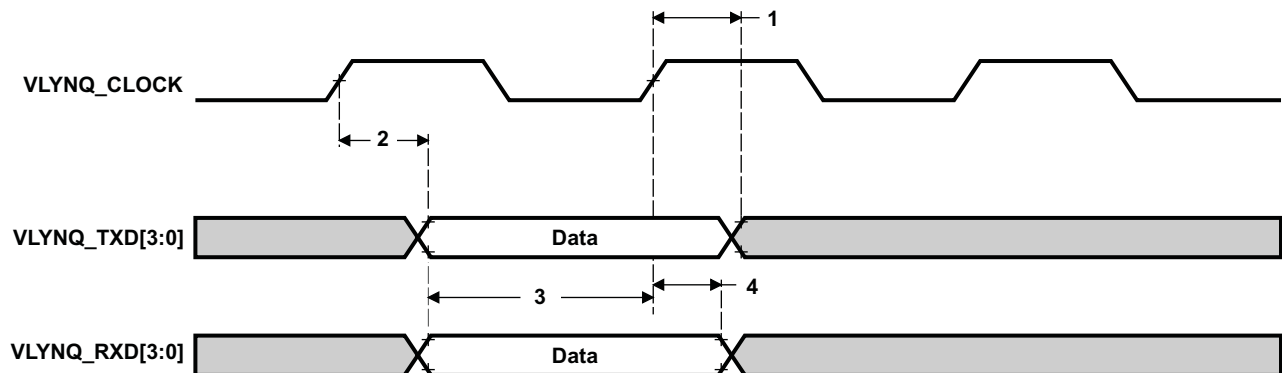 1
VLYNQ_CLOCK
2
VLYNQ_TXD[3:0]
Data
3
4
VLYNQ_RXD[3:0]
Data